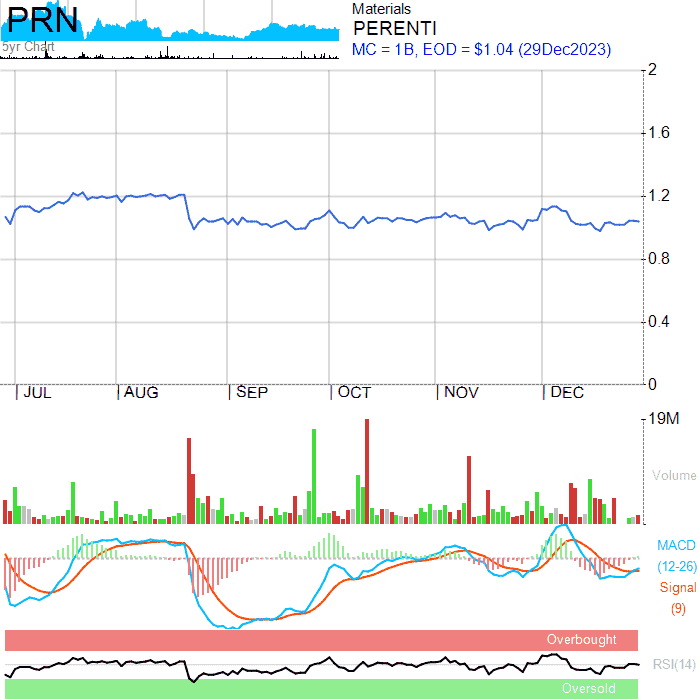 PRN
5yr Chart
Materials
PERENTI
MC = 1B, EOD = $1.04 (29Dec2023)
2
1.6
1.2
0.8
0.4
0
JUL AUG SEP OCT NOV DEC
19M
Volume
MACD
(12-26)
Signal
(9)
Overbought
RSI(14)
Oversold